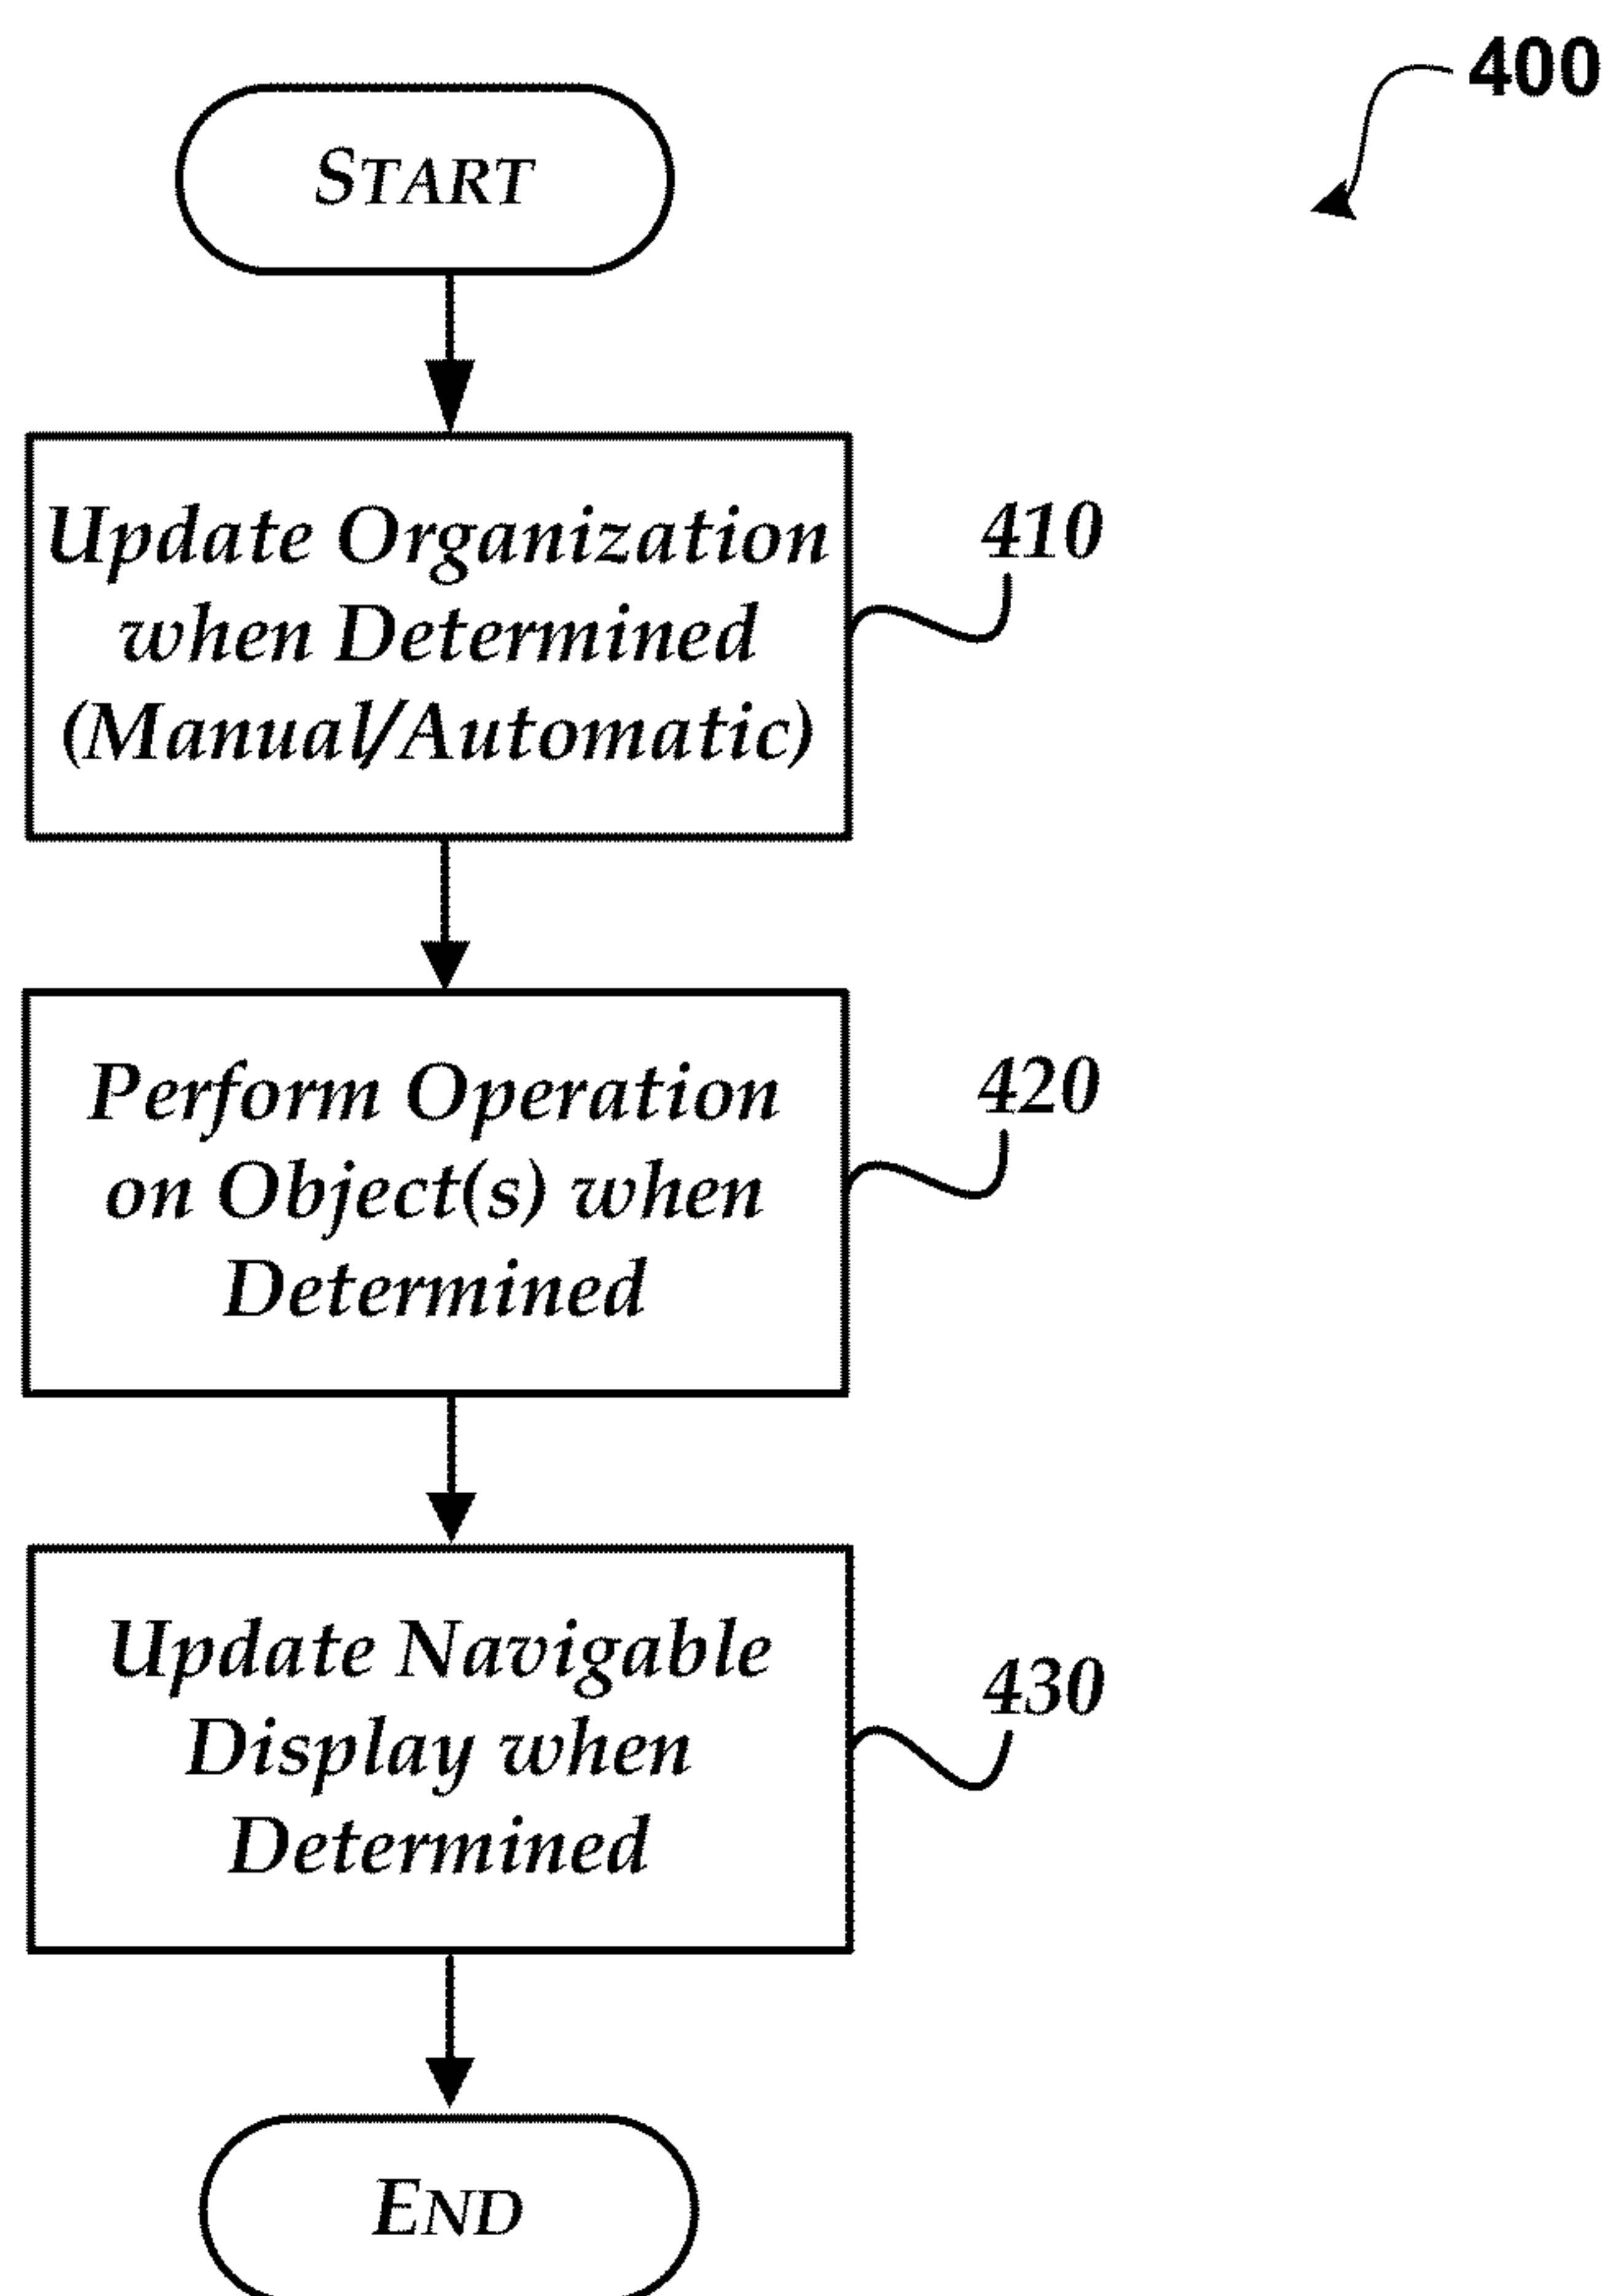 400
START
Update Organization
when Determined
(Manual/Automatic)
410
Perform Operation
on Object(s) when
Determined
420
Update Navigable
Display when
Determined
430
END